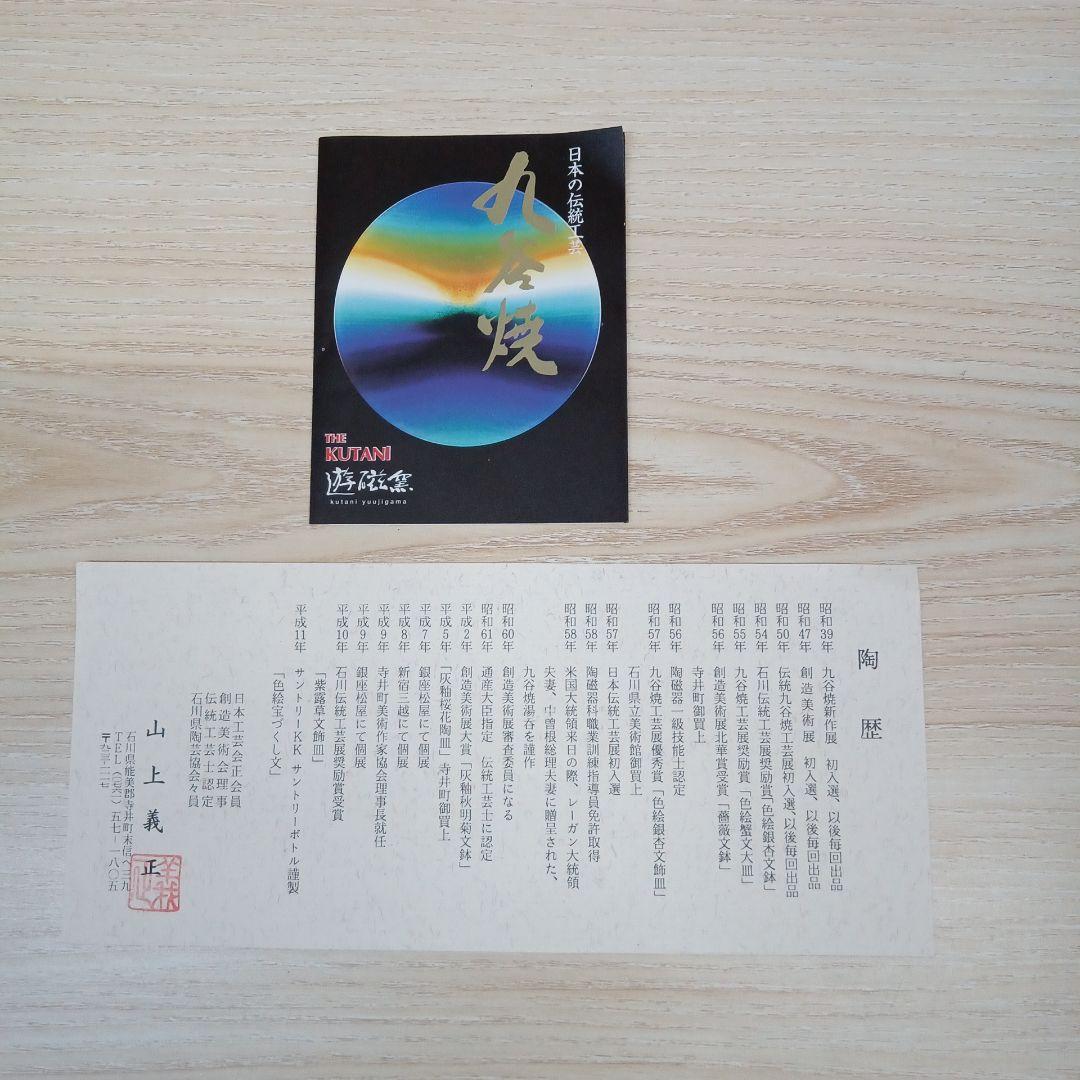 日本の伝統工芸
九谷焼
THE
KUTANI
遊磁窯
kutani yuujigama
陶歴
昭和39年 九谷焼新作展 初入選、以後毎回出品
昭和47年 創造美術展 初入選、以後毎回出品
昭和50年 伝統九谷焼工芸展初入選、以後毎回出品
昭和54年 石川伝統工芸展奨励賞「色絵銀杏文鉢」
昭和55年 九谷焼工芸展奨励賞「色絵蟹文大皿」
昭和56年 創造美術展北華賞受賞「薔薇文鉢」
寺井町御買上
昭和56年 陶磁器一級技能士認定
昭和57年 九谷焼工芸展優秀賞「色絵銀杏文飾皿」
石川県立美術館御買上
昭和57年 日本伝統工芸展初入選
昭和58年 陶磁器科職業訓練指導員免許取得
昭和58年 米国大統領来日の際、レーガン大統領
夫妻、中曽根総理夫妻に贈呈された、
九谷焼湯呑を謹作
昭和60年 創造美術展審査委員になる
昭和61年 通産大臣指定 伝統工芸士に認定
平成2年 創造美術展大賞「灰釉秋明菊文鉢」
平成5年 「灰釉桜花陶皿」寺井町御買上
平成7年 銀座松屋にて個展
平成8年 新宿三越にて個展
平成9年 寺井町美術作家協会理事長就任
平成9年 銀座松屋にて個展
平成10年 石川伝統工芸展奨励賞受賞
「紫露草文飾皿」
平成11年 サントリーKK サントリーボトル謹製
「色絵宝づくし文」
日本工芸会正会員
創造美術会理事
伝統工芸士認定
石川県陶芸協会々員
山上義正
石川県能美郡寺井町末信へ三九
TEL(〇七六一)五七-一八〇五